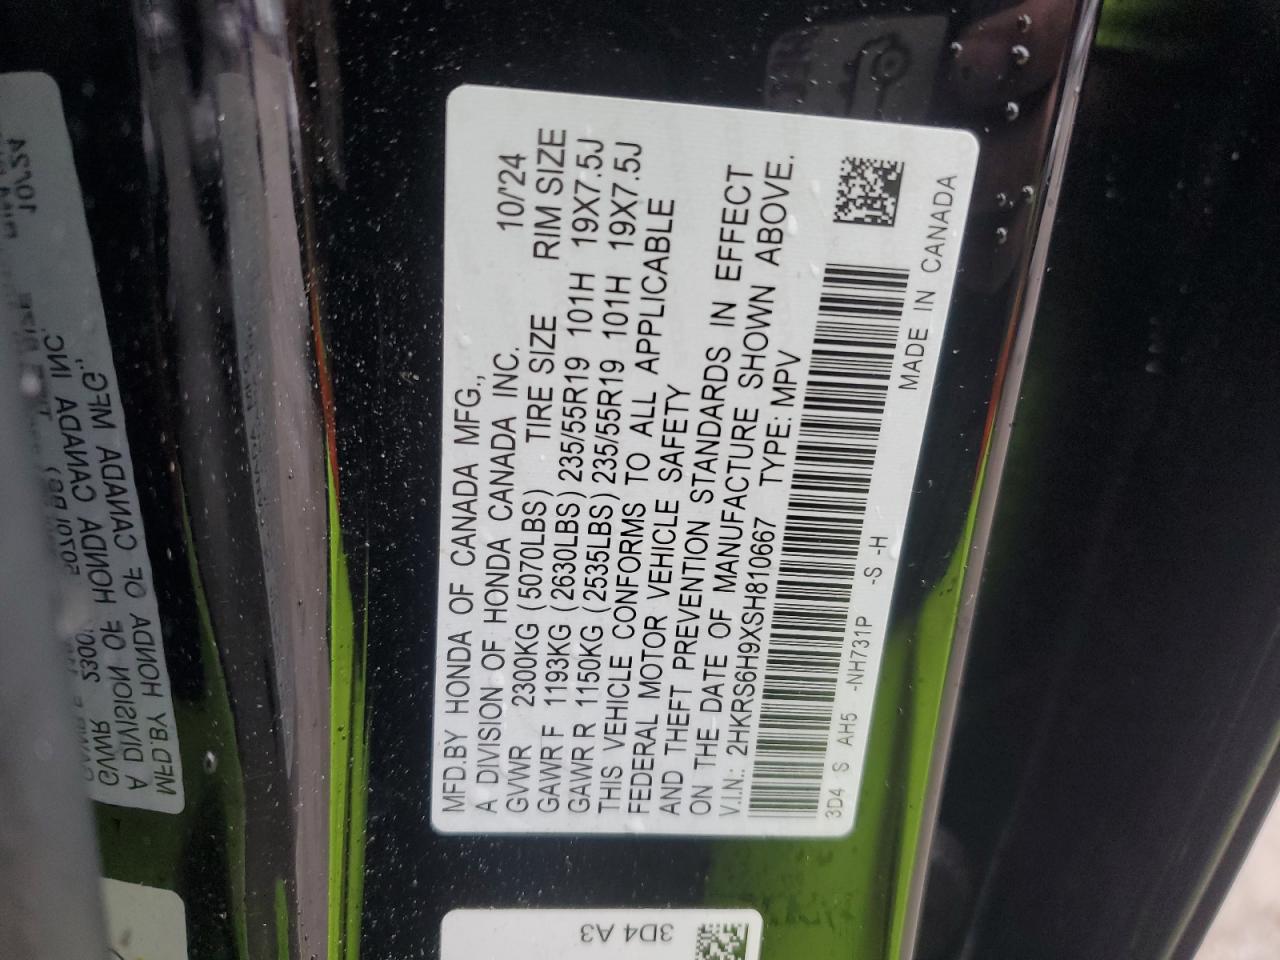 MFD.BY HONDA OF CANADA MFG.,
A DIVISION OF HONDA CANADA INC. 10/'24
GVWR 2300KG (5070LBS) TIRE SIZE RIM SIZE
GAWR F 1193KG (2630LBS) 235/55R19 101H 19X7.5J
GAWR R 1150KG (2535LBS) 235/55R19 101H 19X7.5J
THIS VEHICLE CONFORMS TO ALL APPLICABLE
FEDERAL MOTOR VEHICLE SAFETY
AND THEFT PREVENTION STANDARDS IN EFFECT
ON THE DATE OF MANUFACTURE SHOWN ABOVE.
V.I.N.: 2HKRS6H9XSH810667 TYPE: MPV
3D4 S AH5 -NH731P -S -H
MADE IN CANADA
3D4 A3